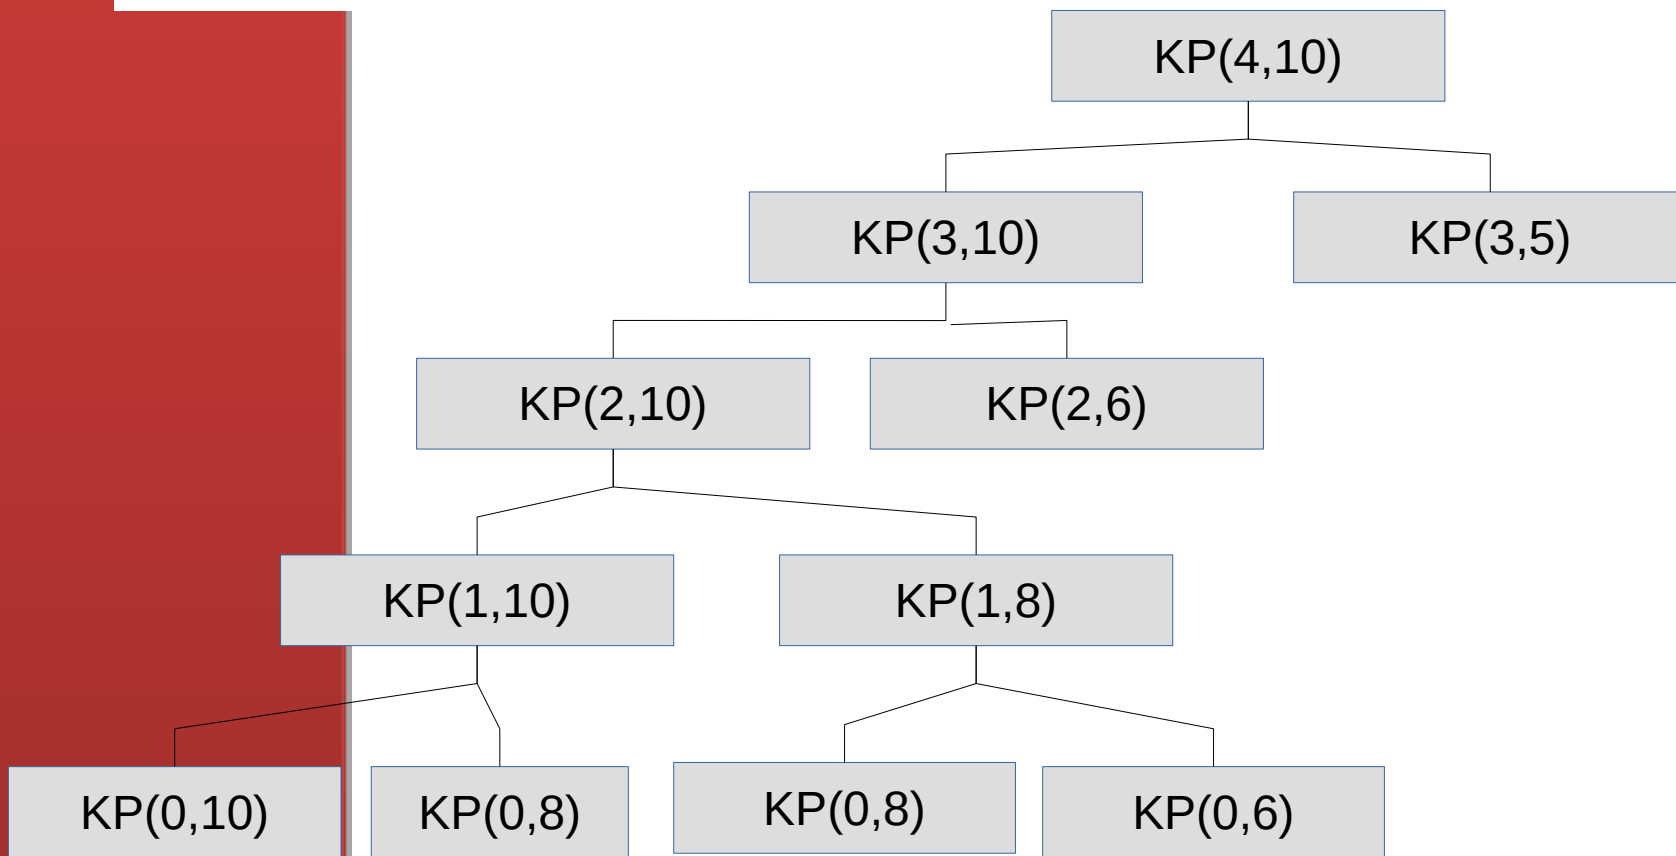 KP(4,10)
KP(3,10)
KP(3,5)
KP(2,10)
KP(2,6)
KP(1,10)
KP(1,8)
KP(0,10)
KP(0,8)
KP(0,8)
KP(0,6)